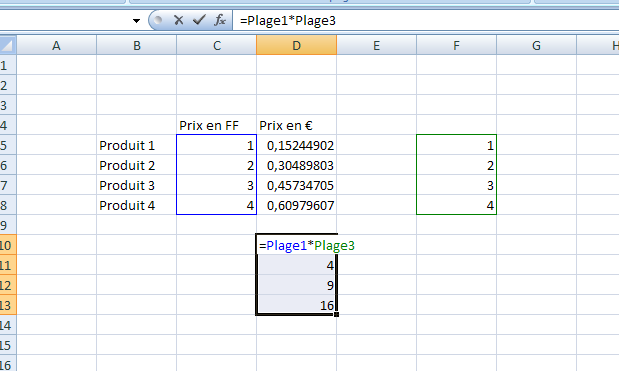 fx =Plage1*Plage3
A B C D E F G H
1
2
3
4 Prix en FF Prix en €
5 Produit 1 1 0,15244902 1
6 Produit 2 2 0,30489803 2
7 Produit 3 3 0,45734705 3
8 Produit 4 4 0,60979607 4
9
10 =Plage1*Plage3
11 4
12 9
13 16
14
15
16